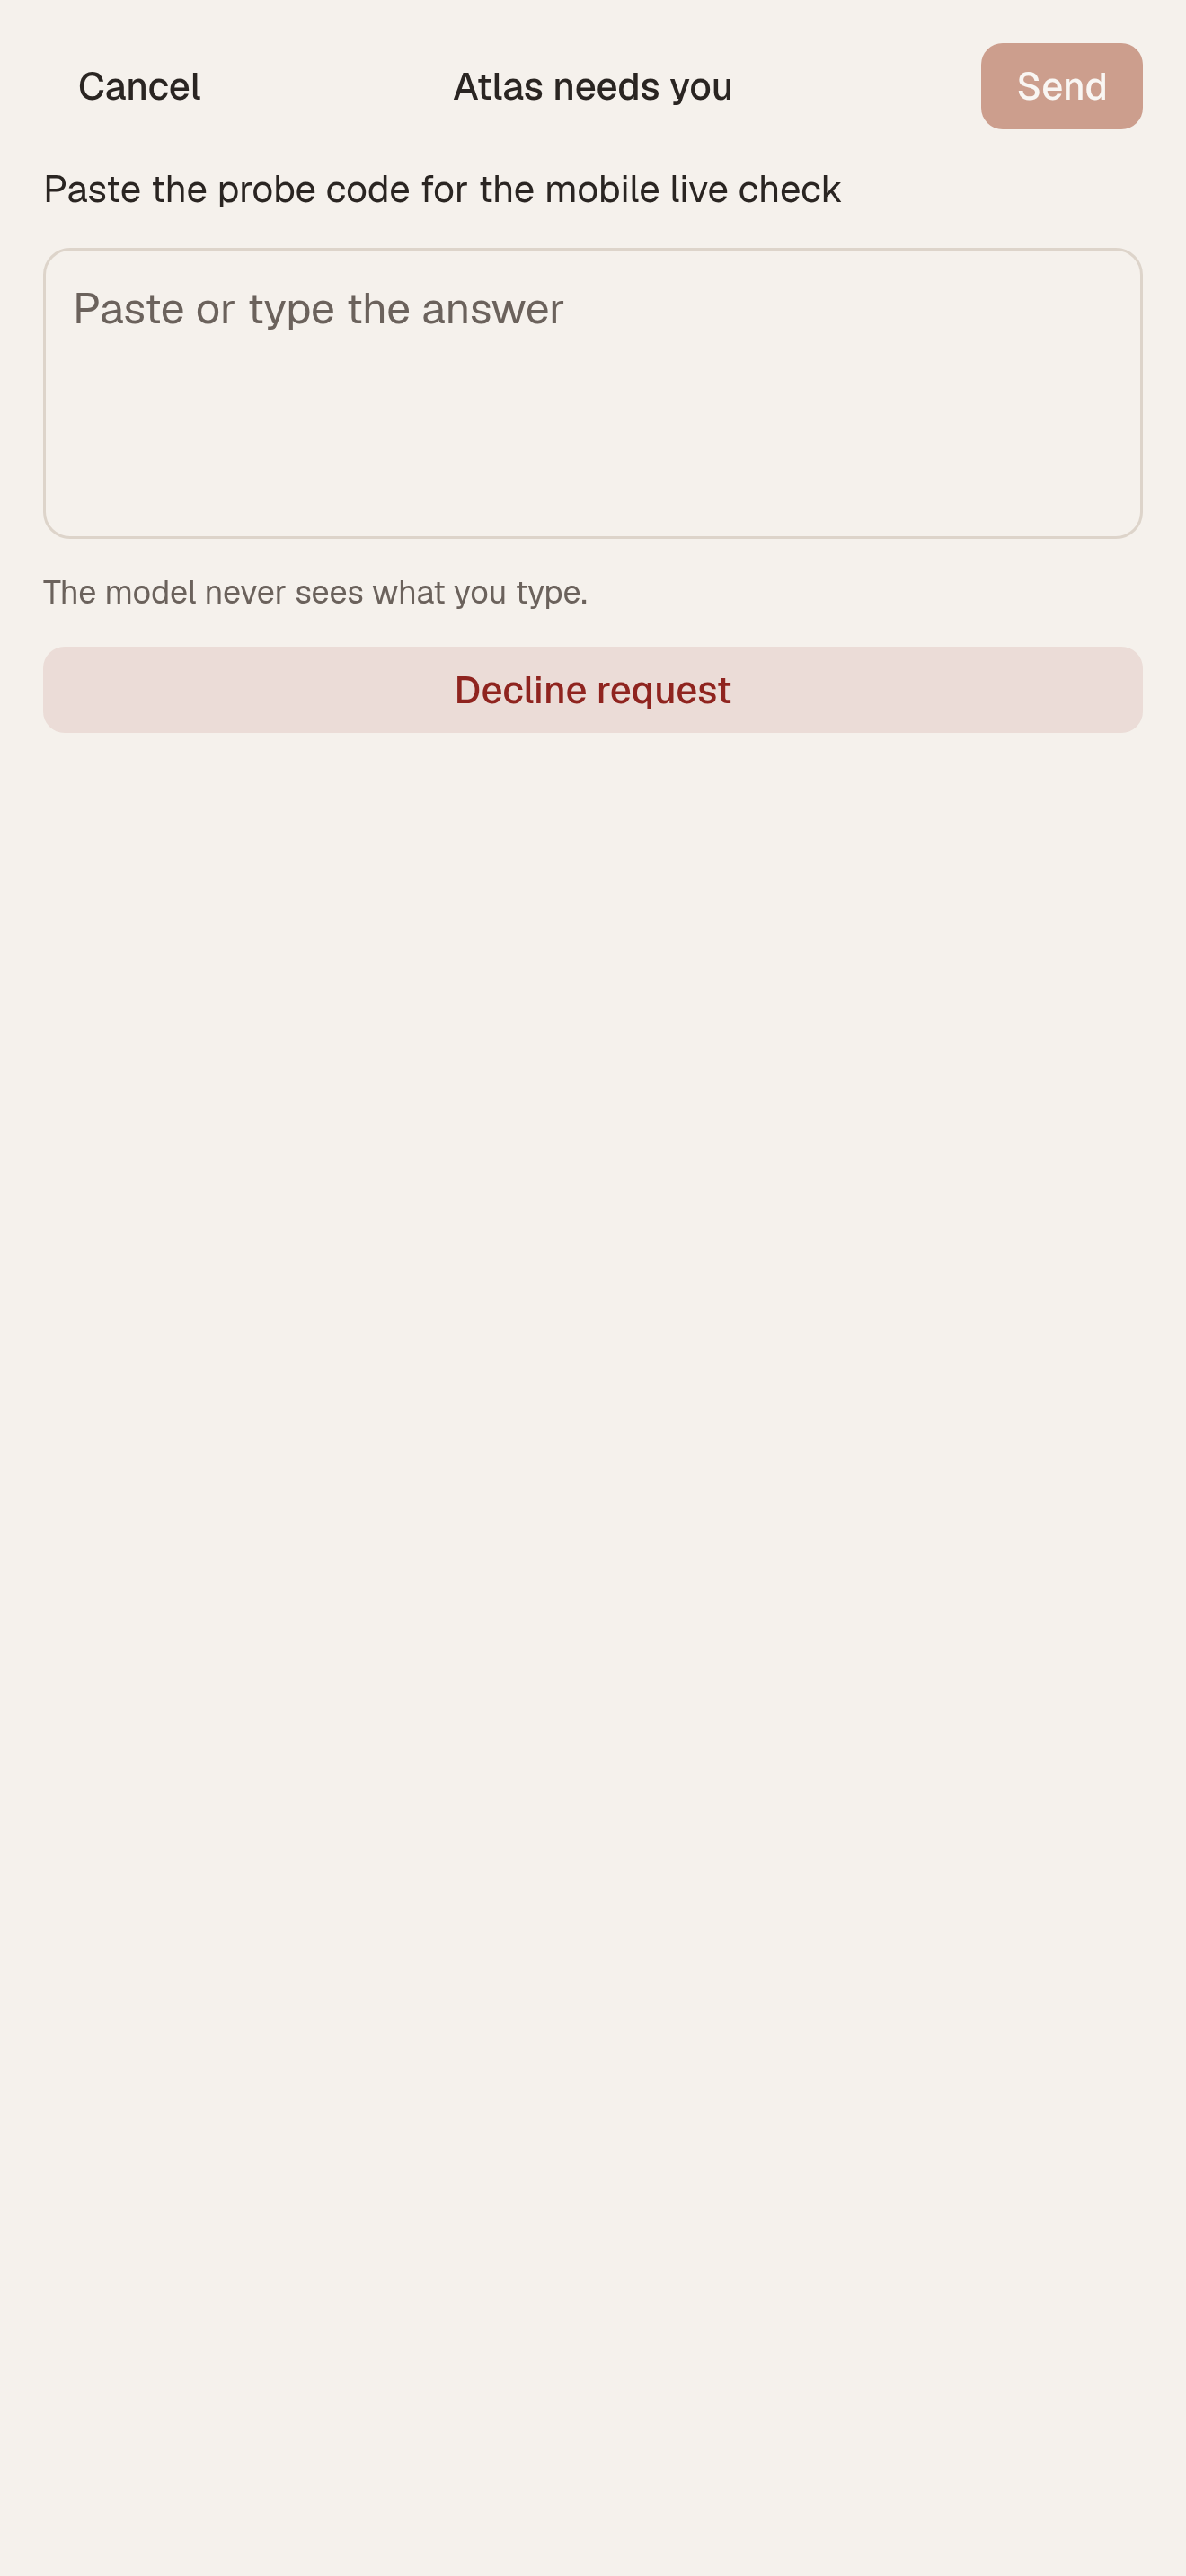 Cancel
Atlas needs you
Send
Paste the probe code for the mobile live check
Paste or type the answer
The model never sees what you type.
Decline request